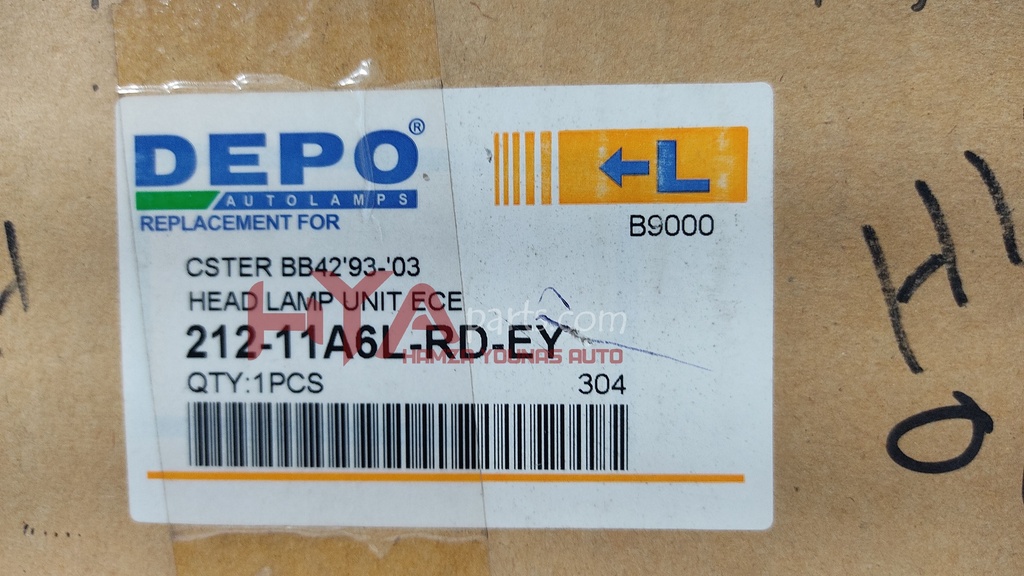 DEPO®
AUTOLAMPS
REPLACEMENT FOR
L
B9000
CSTER BB42'93-'03
HEAD LAMP UNIT ECE
212-11A6L-RD-EY
QTY:1PCS
304
HYA parts.com
HAMZA YOUNAS AUTO